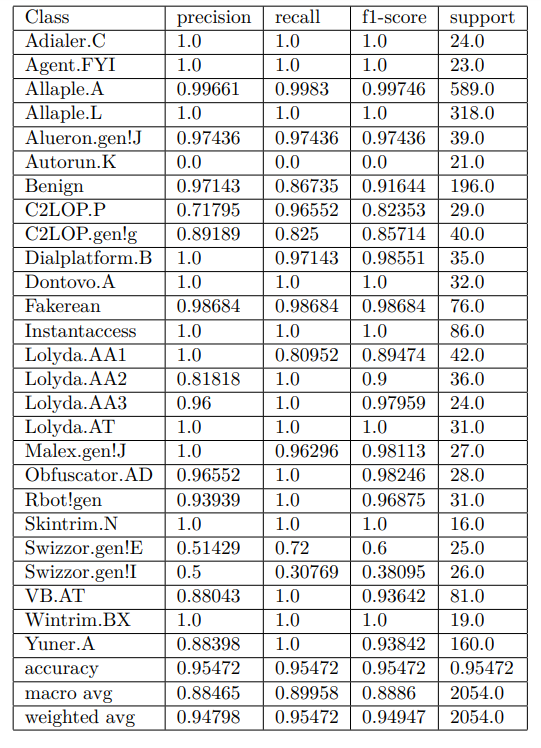 Class precision recall f1-score support
Adialer.C 1.0 1.0 1.0 24.0
Agent.FYI 1.0 1.0 1.0 23.0
Allaple.A 0.99661 0.9983 0.99746 589.0
Allaple.L 1.0 1.0 1.0 318.0
Alueron.gen!J 0.97436 0.97436 0.97436 39.0
Autorun.K 0.0 0.0 0.0 21.0
Benign 0.97143 0.86735 0.91644 196.0
C2LOP.P 0.71795 0.96552 0.82353 29.0
C2LOP.gen!g 0.89189 0.825 0.85714 40.0
Dialplatform.B 1.0 0.97143 0.98551 35.0
Dontovo.A 1.0 1.0 1.0 32.0
Fakerean 0.98684 0.98684 0.98684 76.0
Instantaccess 1.0 1.0 1.0 86.0
Lolyda.AA1 1.0 0.80952 0.89474 42.0
Lolyda.AA2 0.81818 1.0 0.9 36.0
Lolyda.AA3 0.96 1.0 0.97959 24.0
Lolyda.AT 1.0 1.0 1.0 31.0
Malex.gen!J 1.0 0.96296 0.98113 27.0
Obfuscator.AD 0.96552 1.0 0.98246 28.0
Rbot!gen 0.93939 1.0 0.96875 31.0
Skintrim.N 1.0 1.0 1.0 16.0
Swizzor.gen!E 0.51429 0.72 0.6 25.0
Swizzor.gen!I 0.5 0.30769 0.38095 26.0
VB.AT 0.88043 1.0 0.93642 81.0
Wintrim.BX 1.0 1.0 1.0 19.0
Yuner.A 0.88398 1.0 0.93842 160.0
accuracy 0.95472 0.95472 0.95472 0.95472
macro avg 0.88465 0.89958 0.8886 2054.0
weighted avg 0.94798 0.95472 0.94947 2054.0